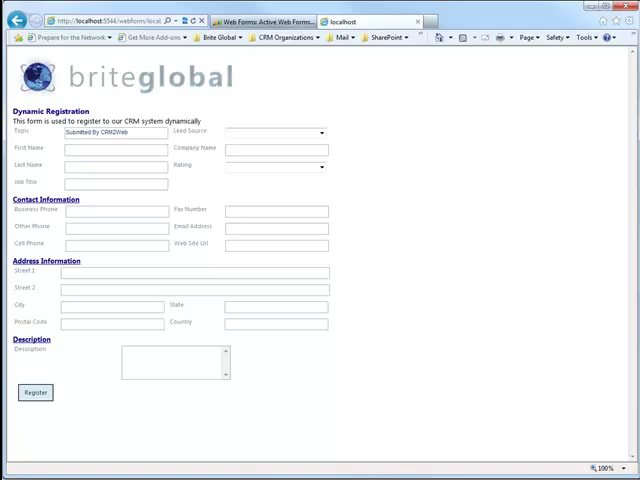 http://localhost:5544/webform/local
Web Forms: Active Web Forms...
localhost
Prepare for the Network
Get More Add-ons
Brite Global
CRM Organizations
Mail
SharePoint
Page
Safety
Tools
briteglobal
Dynamic Registration
This form is used to register to our CRM system dynamically
Topic
Submitted By CRM2Web
Lead Source
First Name
Company Name
Last Name
Rating
Job Title
Contact Information
Business Phone
Fax Number
Other Phone
Email Address
Cell Phone
Web Site Url
Address Information
Street 1
Street 2
City
State
Postal Code
Country
Description
Description
Register
100%